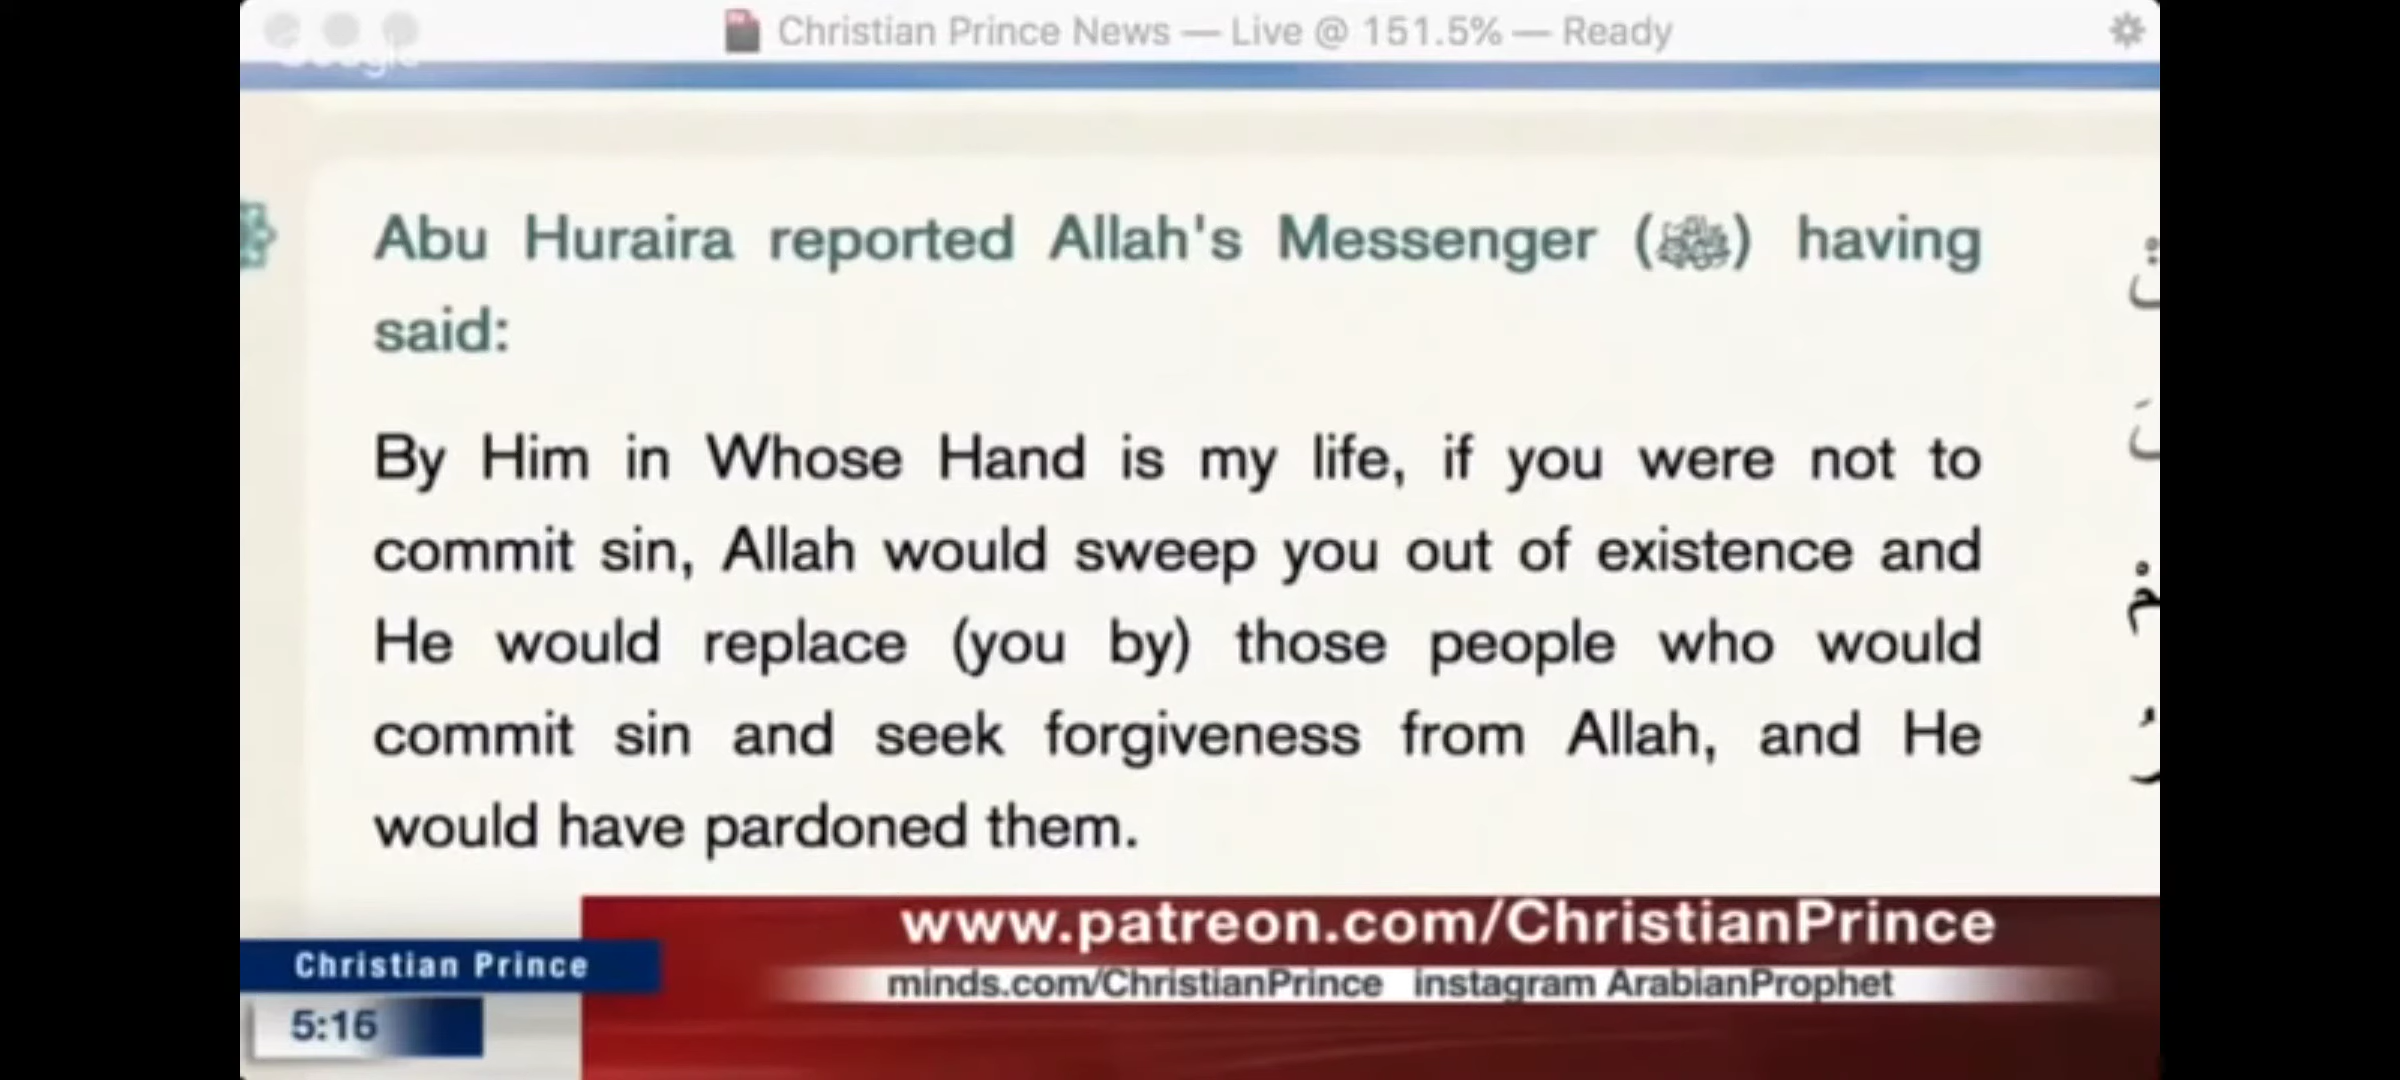 Christian Prince News — Live @ 151.5% — Ready
Google
Abu Huraira reported Allah's Messenger (ﷺ) having
said:
By Him in Whose Hand is my life, if you were not to
commit sin, Allah would sweep you out of existence and
He would replace (you by) those people who would
commit sin and seek forgiveness from Allah, and He
would have pardoned them.
www.patreon.com/ChristianPrince
minds.com/ChristianPrince instagram ArabianProphet
Christian Prince
5:16